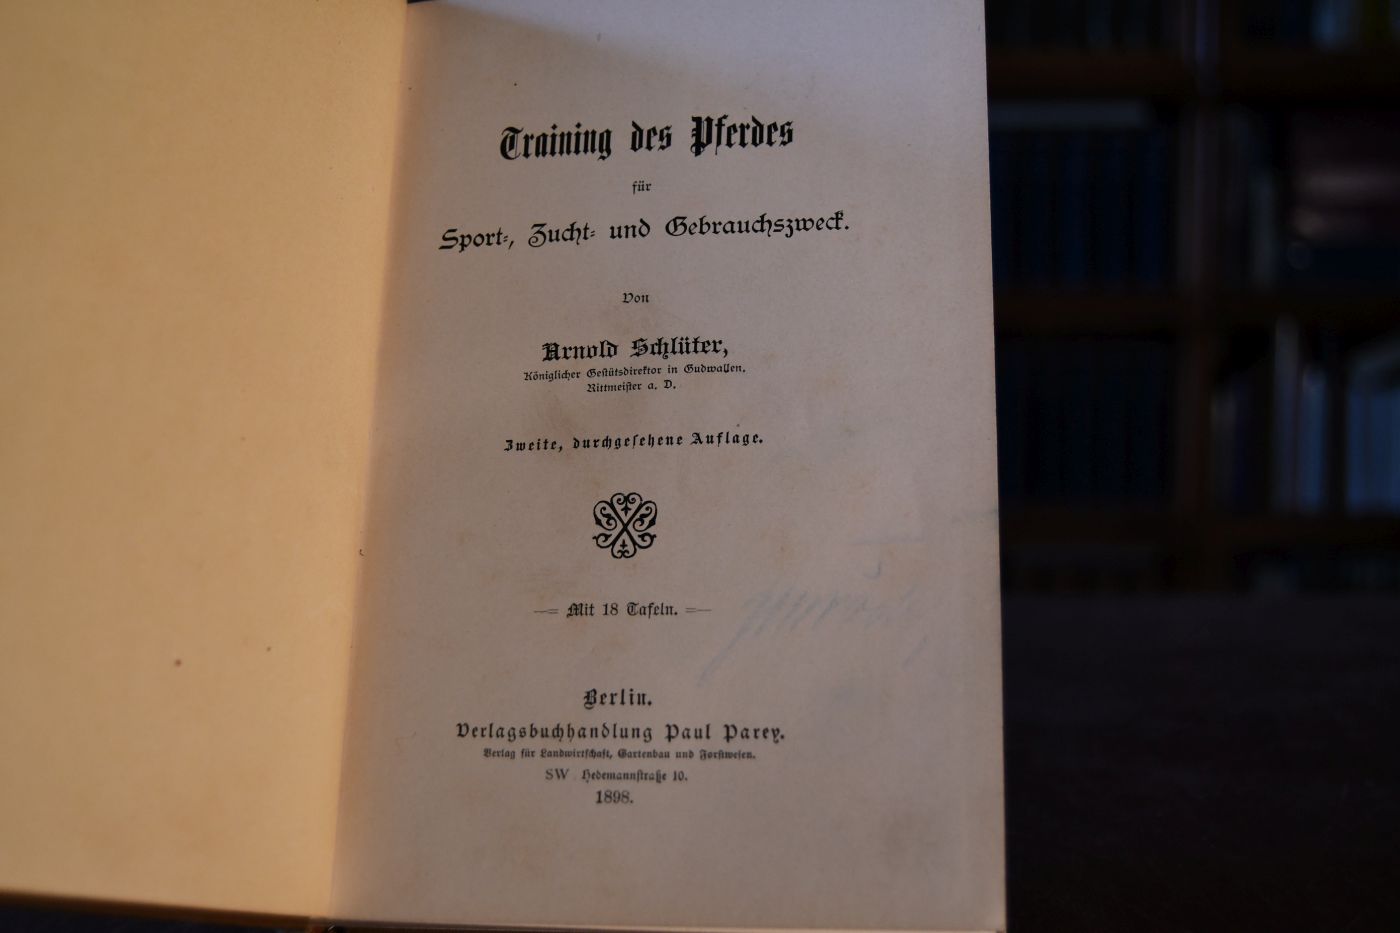 Training des Pferdes
für
Sport-, Zucht- und Gebrauchszweck.
Von
Arnold Schlüter,
Königlicher Gestütsdirektor in Gudwallen.
Rittmeister a. D.
Zweite, durchgesehene Auflage.
Mit 18 Tafeln.
Berlin.
Verlagsbuchhandlung Paul Parey.
Verlag für Landwirtschaft, Gartenbau und Forstwesen.
SW Hedemannstraße 10.
1898.